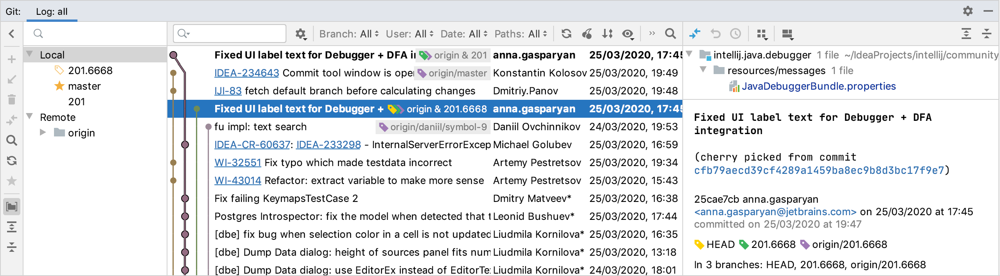 Git: Log: all
Branch: All User: All Date: All Paths: All
Local
201.6668
master
201
Remote
origin
Fixed UI label text for Debugger + DFA i origin & 201 anna.gasparyan 25/03/2020, 17:45
IDEA-234643 Commit tool window is oper origin/master Konstantin Kolosov 25/03/2020, 19:49
IJI-83 fetch default branch before calculating changes Dmitriy.Panov 25/03/2020, 19:48
Fixed UI label text for Debugger + origin & 201.6668 anna.gasparyan 25/03/2020, 17:45
fu impl: text search origin/daniil/symbol-9 Daniil Ovchinnikov 24/03/2020, 19:53
IDEA-CR-60637: IDEA-233298 - InternalServerErrorExcep Michael Golubev 25/03/2020, 16:59
WI-32551 Fix typo which made testdata incorrect Artemy Pestretsov 25/03/2020, 19:34
WI-43014 Refactor: extract variable to make more sense Artemy Pestretsov 25/03/2020, 15:43
Fix failing KeymapsTestCase 2 Dmitry Matveev* 25/03/2020, 16:38
Postgres Introspector: fix the model when detected that t Leonid Bushuev* 25/03/2020, 17:44
[dbe] fix bug when selection color in a cell is not updated Liudmila Kornilova* 25/03/2020, 16:35
[dbe] Dump Data dialog: height of sources panel fits num Liudmila Kornilova* 25/03/2020, 13:18
[dbe] Dump Data dialog: use EditorEx instead of EditorTex Liudmila Kornilova* 24/03/2020, 18:01
intellij.java.debugger 1 file ~/IdeaProjects/intellij/community
resources/messages 1 file
JavaDebuggerBundle.properties
Fixed UI label text for Debugger + DFA
integration
(cherry picked from commit
cfb79aecd39cf4289a1459ba8ec9b8d3bc17f9e7)
25cae7cb anna.gasparyan
<anna.gasparyan@jetbrains.com> on 25/03/2020 at 17:45
committed on 25/03/2020 at 19:47
HEAD 201.6668 origin/201.6668
In 3 branches: HEAD, 201.6668, origin/201.6668